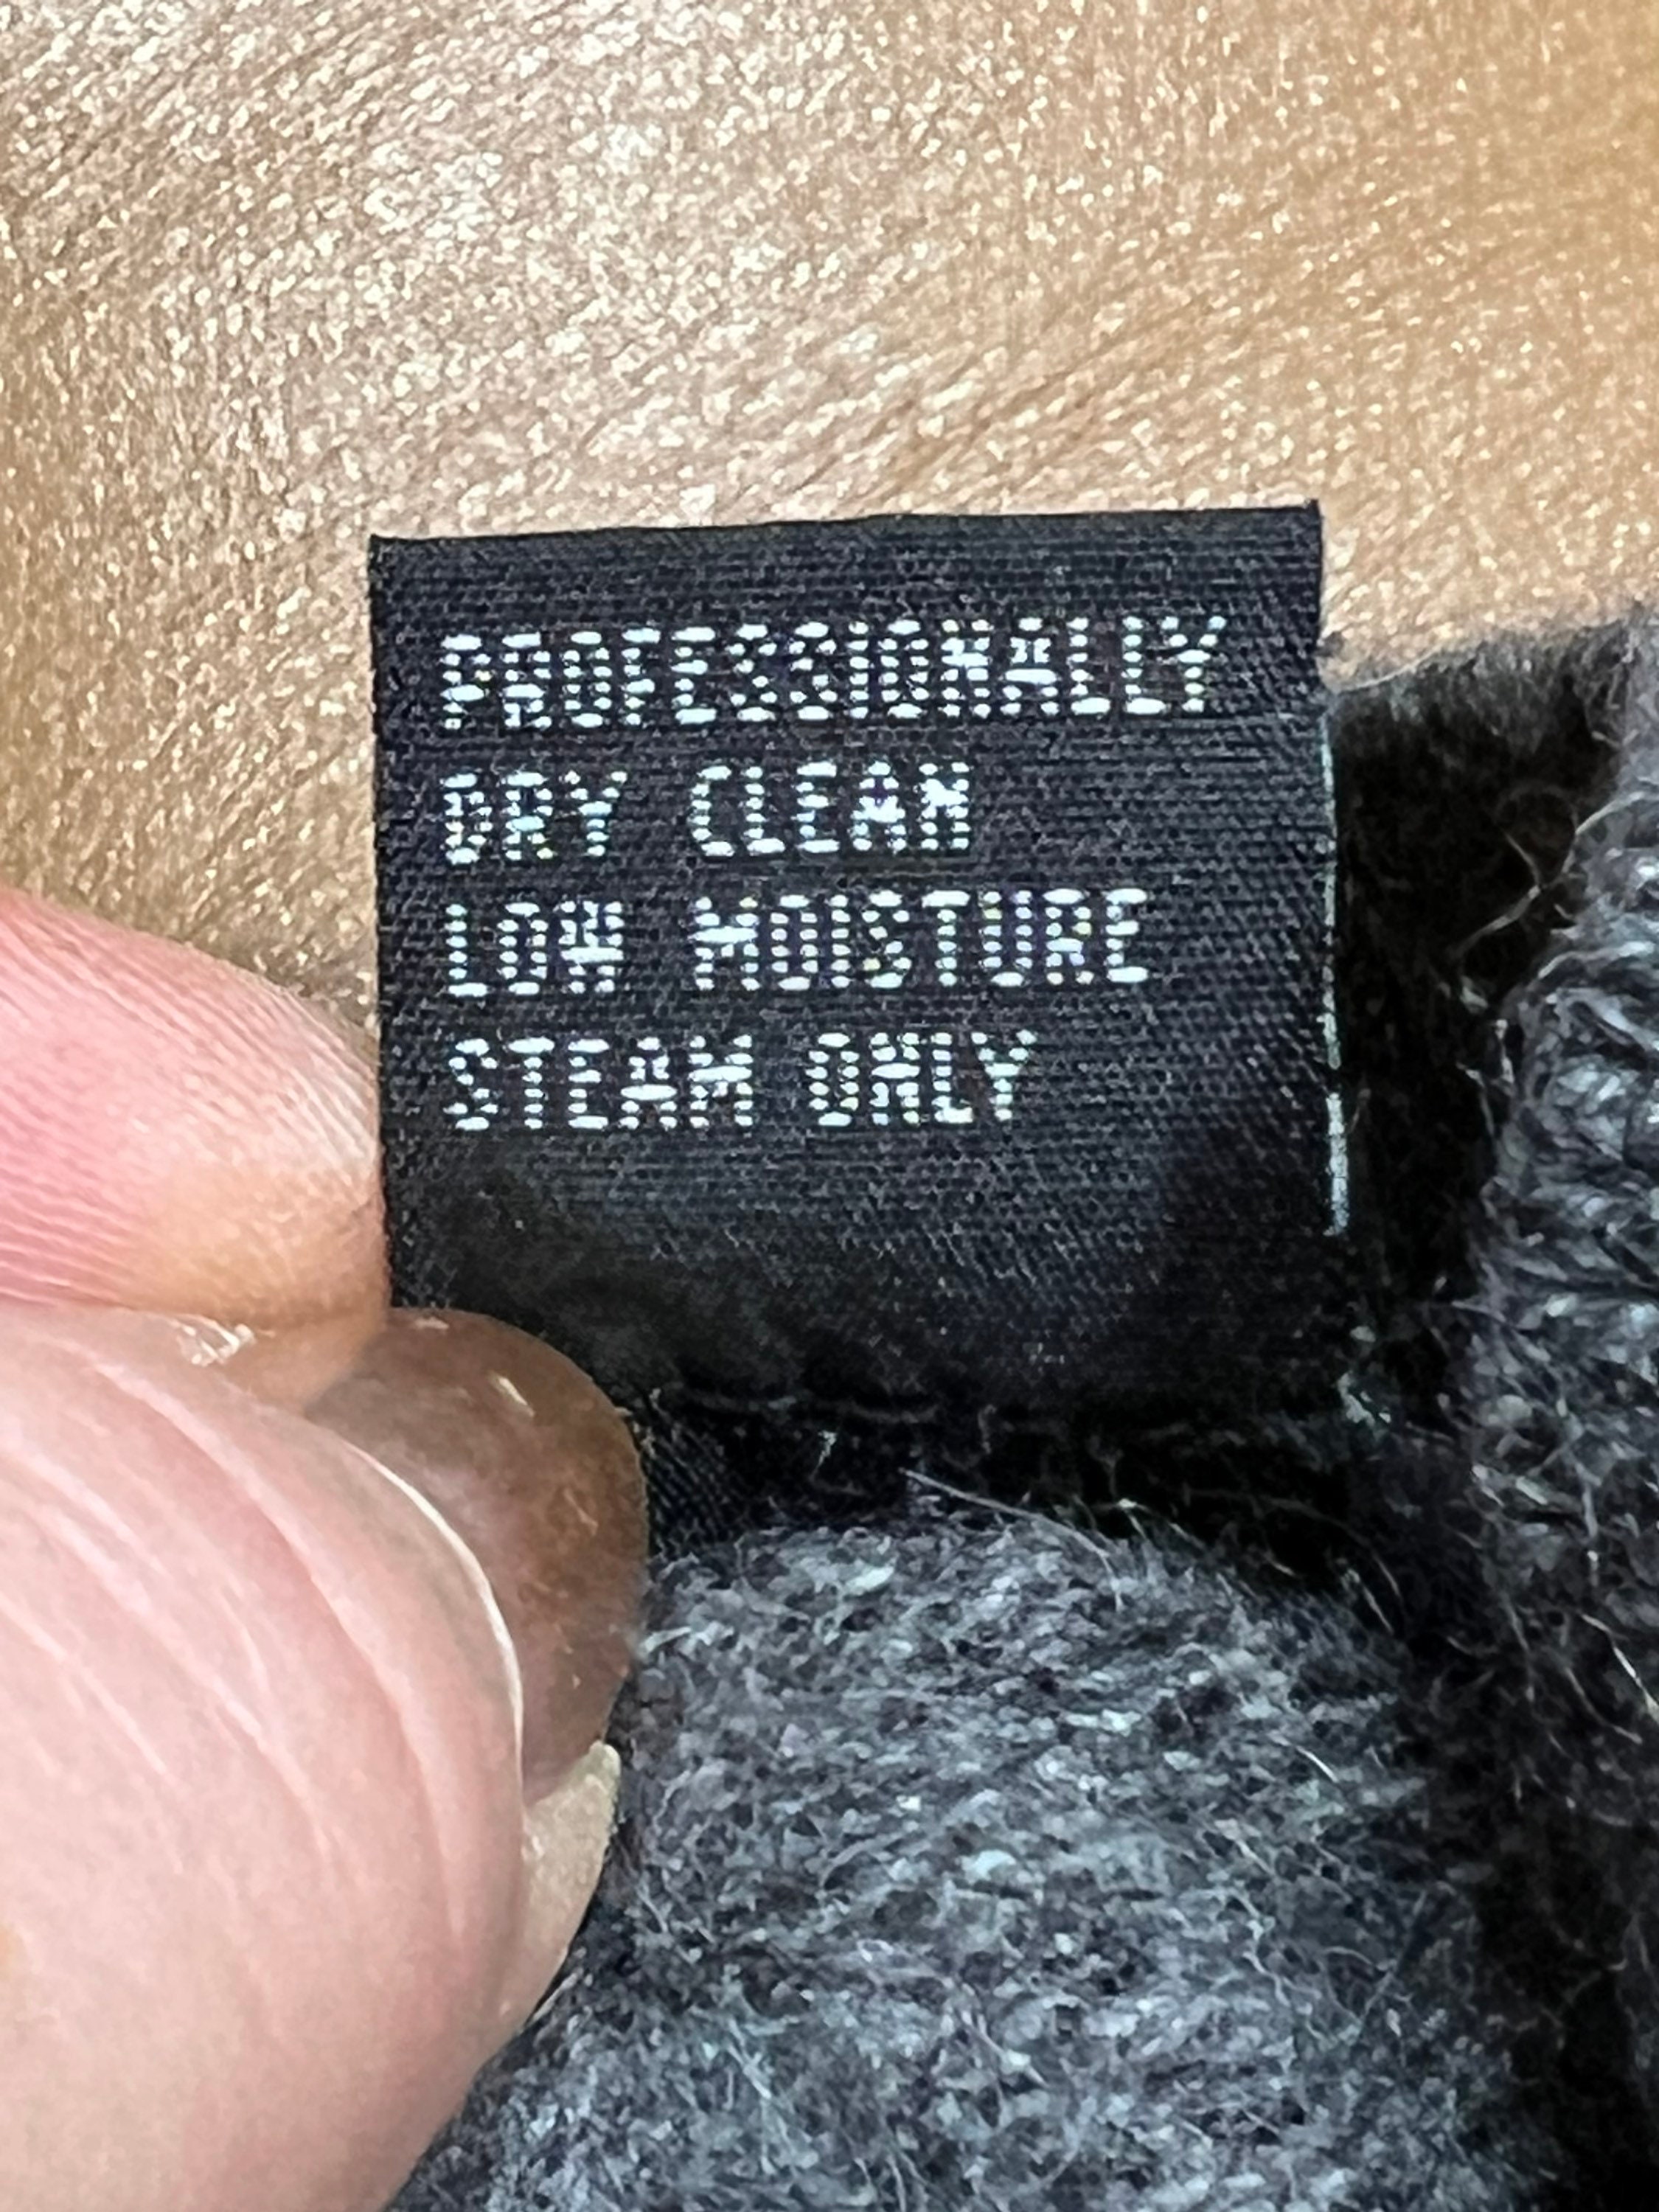 PROFESSIONALLY
DRY CLEAN
LOW MOISTURE
STEAM ONLY